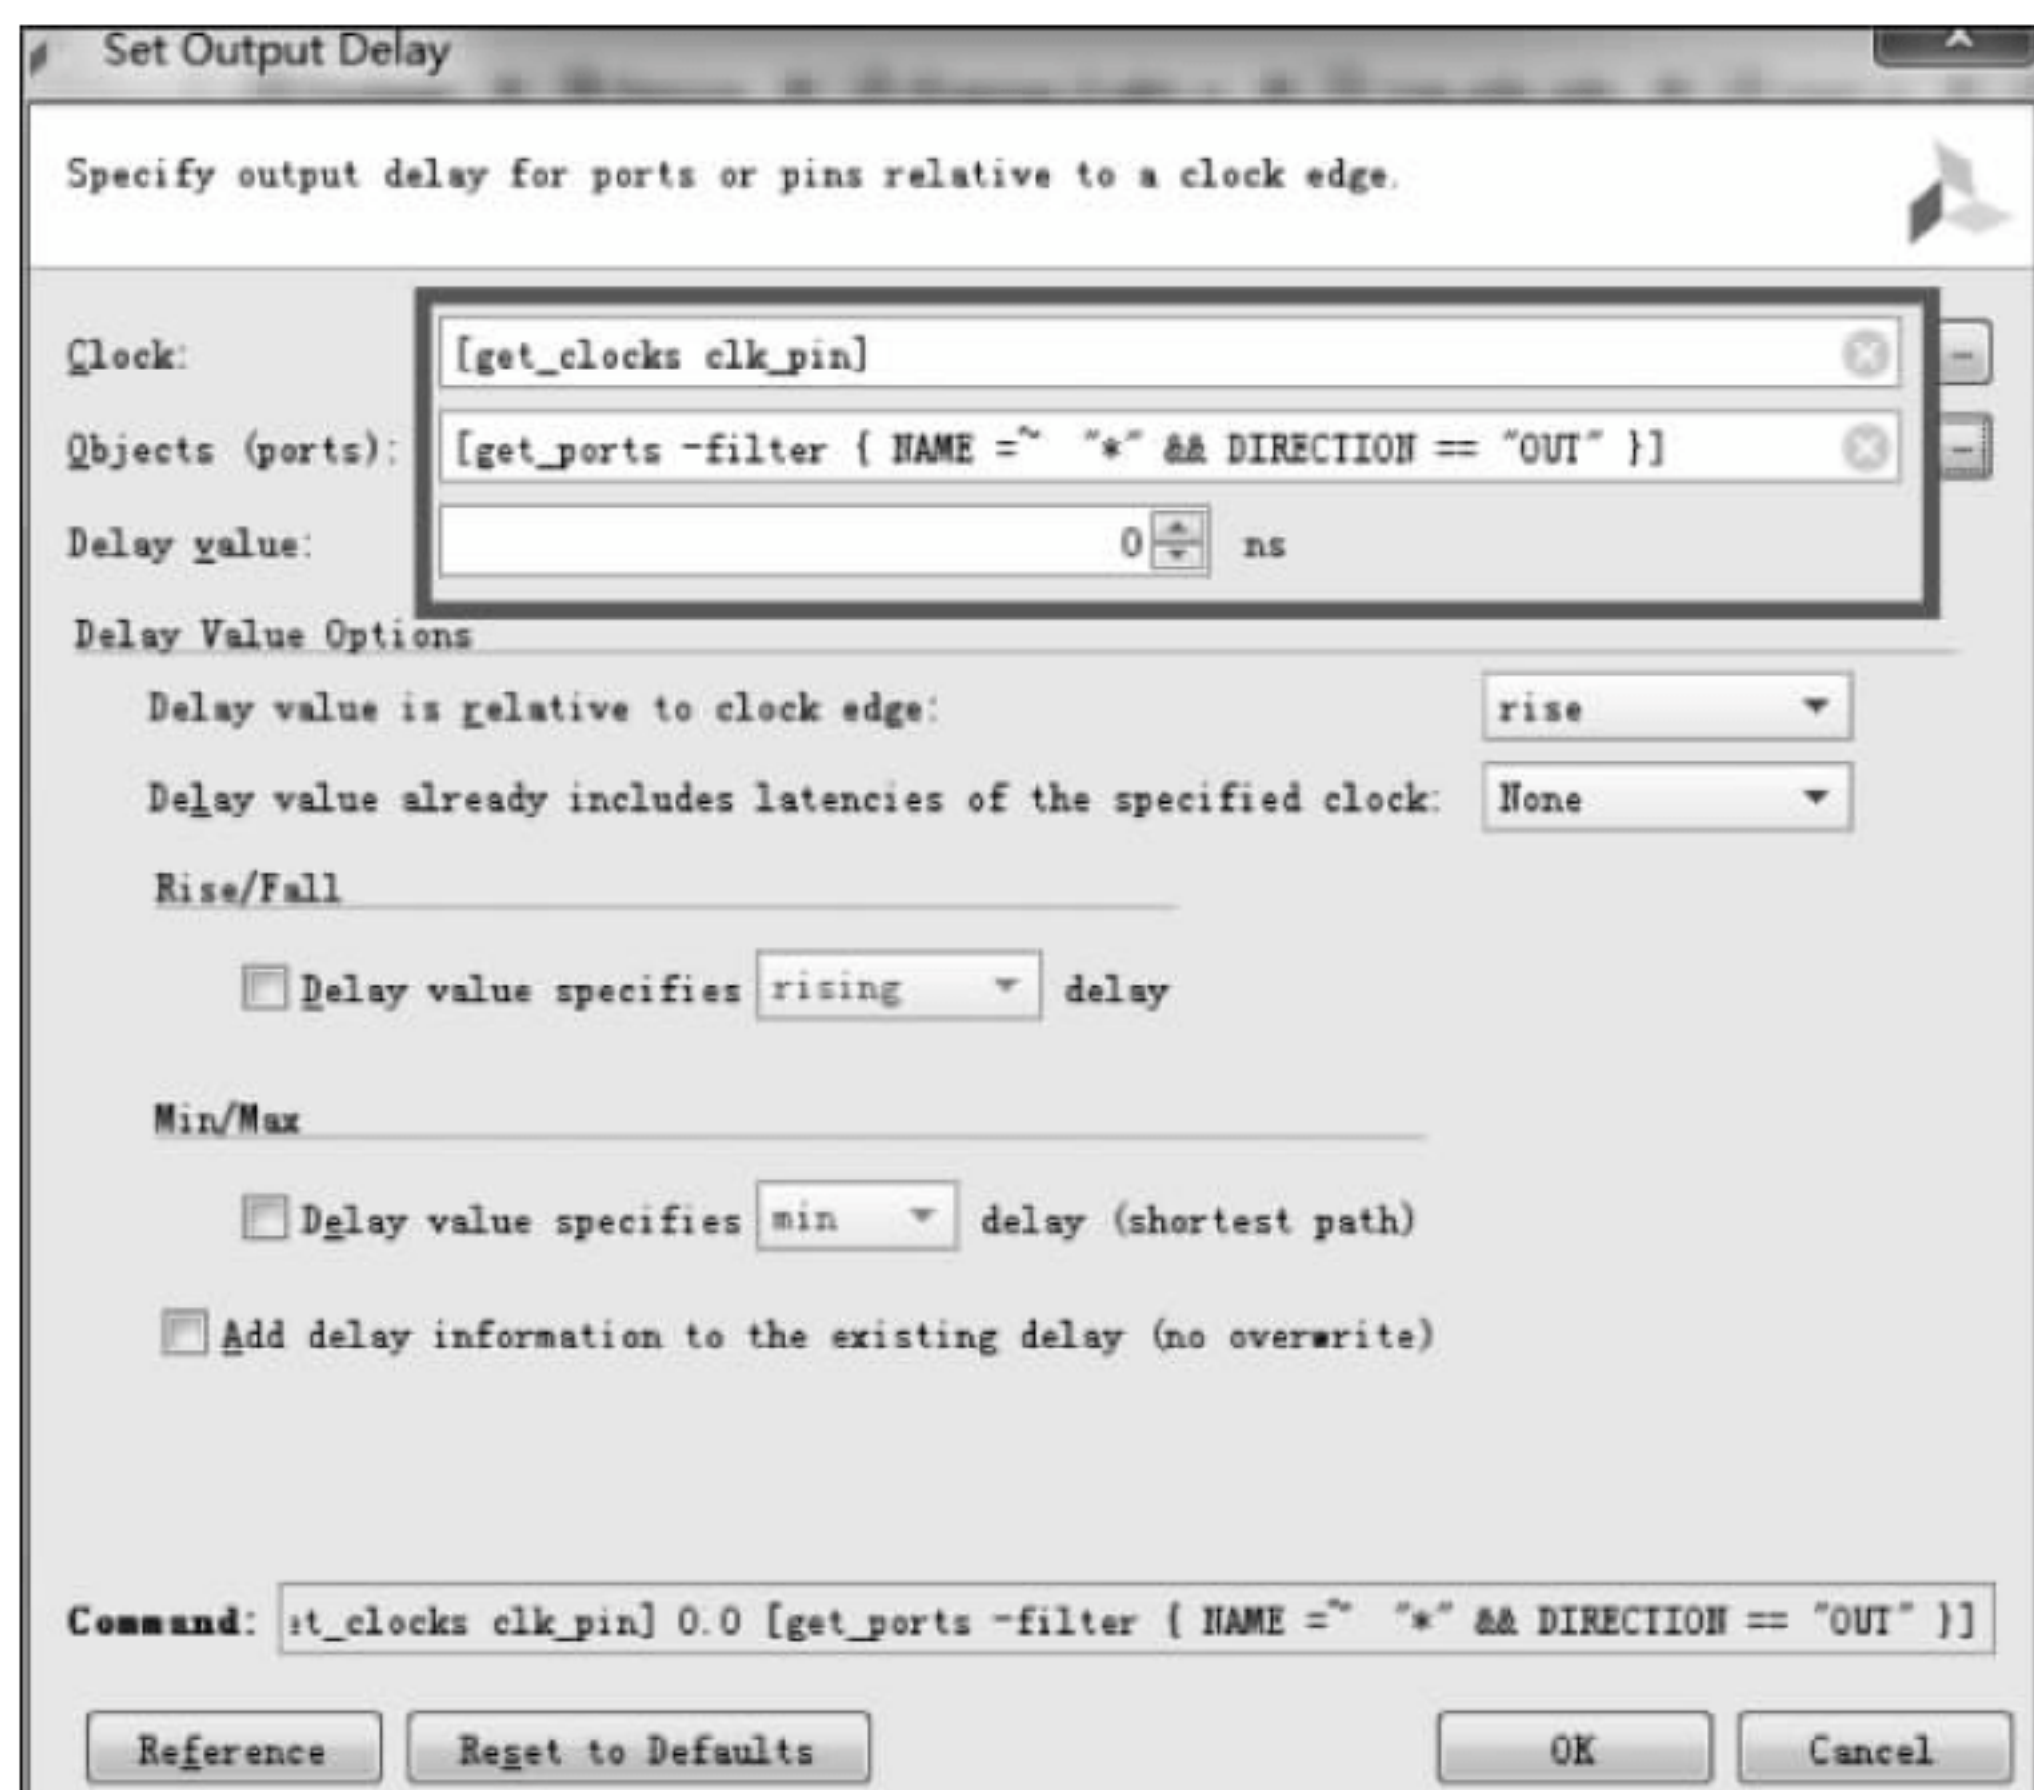 Set Output Delay
Specify output delay for ports or pins relative to a clock edge.
Clock: [get_clocks clk_pin]
Objects (ports): [get_ports -filter { NAME =~ "*" && DIRECTION == "OUT" }]
Delay value: 0 ns
Delay Value Options
Delay value is relative to clock edge: rise
Delay value already includes latencies of the specified clock: None
Rise/Fall
Delay value specifies rising delay
Min/Max
Delay value specifies min delay (shortest path)
Add delay information to the existing delay (no overwrite)
Command: et_clocks clk_pin] 0.0 [get_ports -filter { NAME =~ "*" && DIRECTION == "OUT" }]
Reference Reset to Defaults OK Cancel